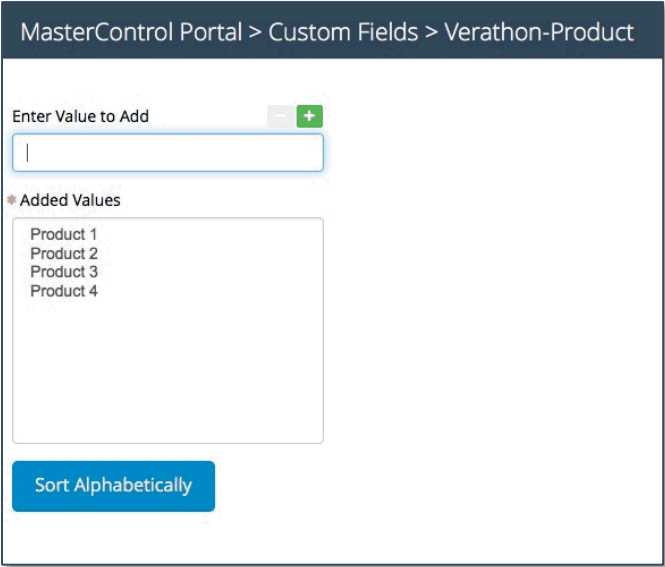 MasterControl Portal > Custom Fields > Verathon-Product
Enter Value to Add
* Added Values
Product 1
Product 2
Product 3
Product 4
Sort Alphabetically